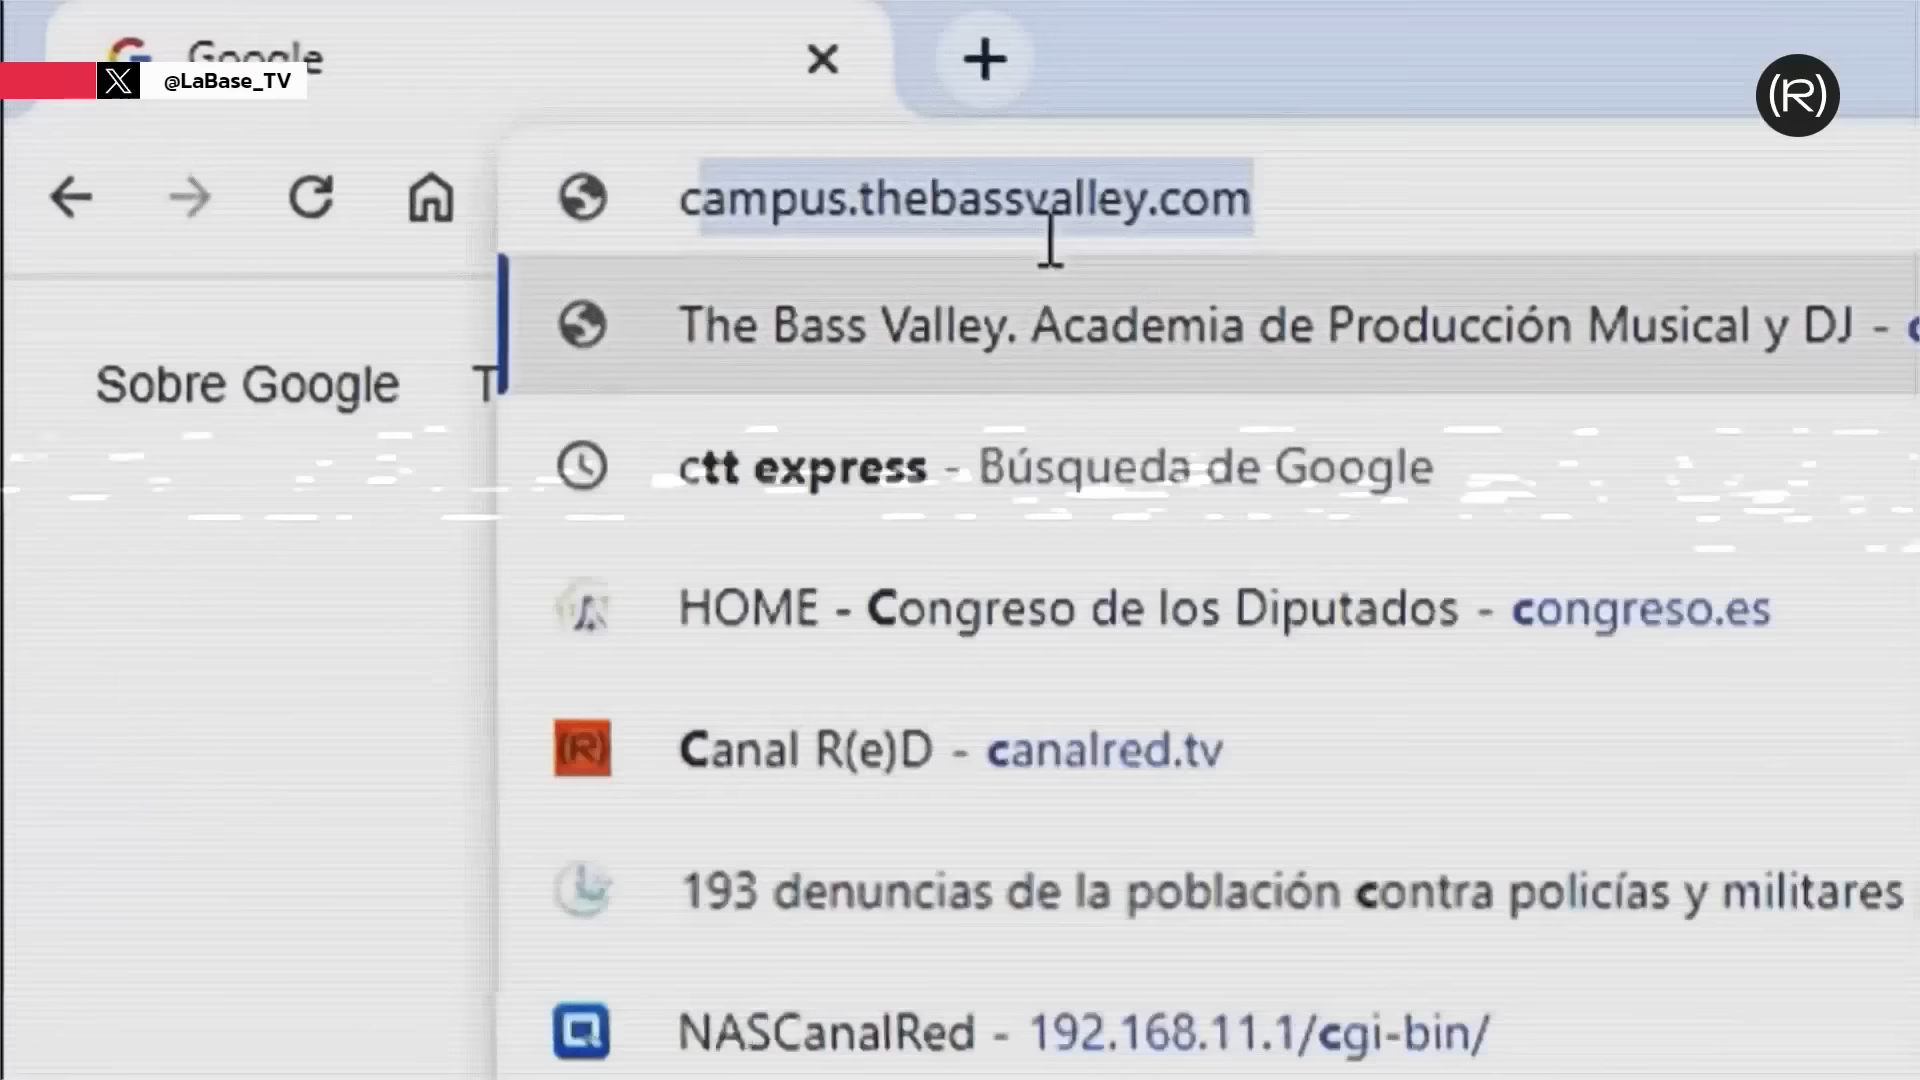 Google
@LaBase_TV
(R)
campus.thebassvalley.com
The Bass Valley. Academia de Producción Musical y DJ - c
Sobre Google T
ctt express - Búsqueda de Google
HOME - Congreso de los Diputados - congreso.es
(R)
Canal R(e)D - canalred.tv
193 denuncias de la población contra policías y militares
NASCanalRed - 192.168.11.1/cgi-bin/